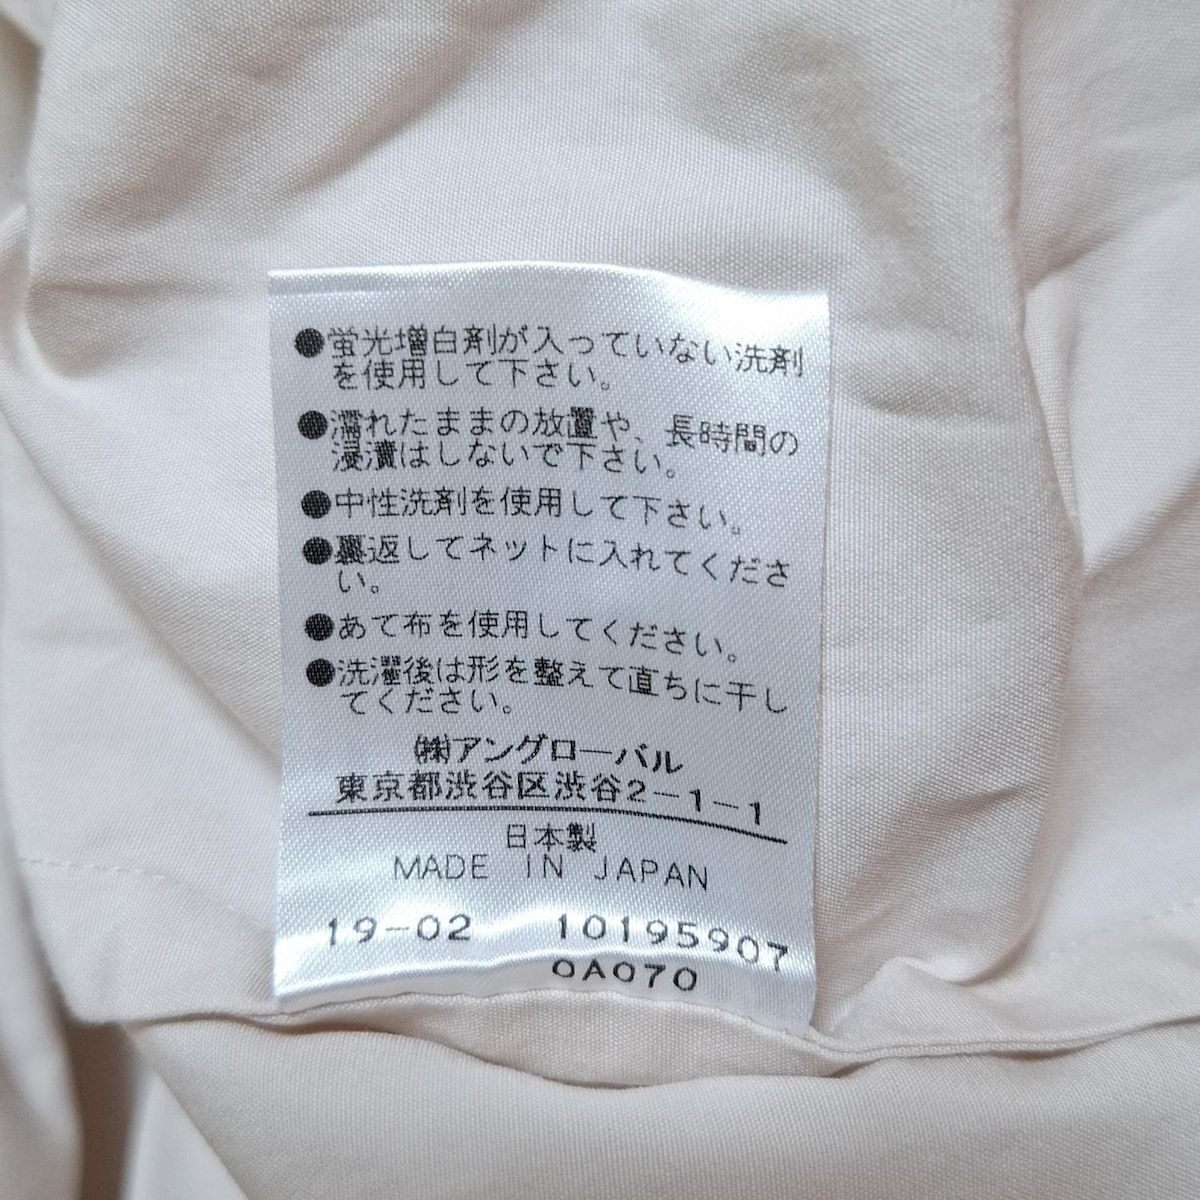 ●蛍光増白剤が入っていない洗剤
を使用して下さい。
●濡れたままの放置や、長時間の
浸漬はしないで下さい。
●中性洗剤を使用して下さい。
●裏返してネットに入れてくださ
い。
●あて布を使用してください。
●洗濯後は形を整えて直ちに干し
てください。
㈱アングローバル
東京都渋谷区渋谷2-1-1
日本製
MADE IN JAPAN
19-02 10195907
0A070